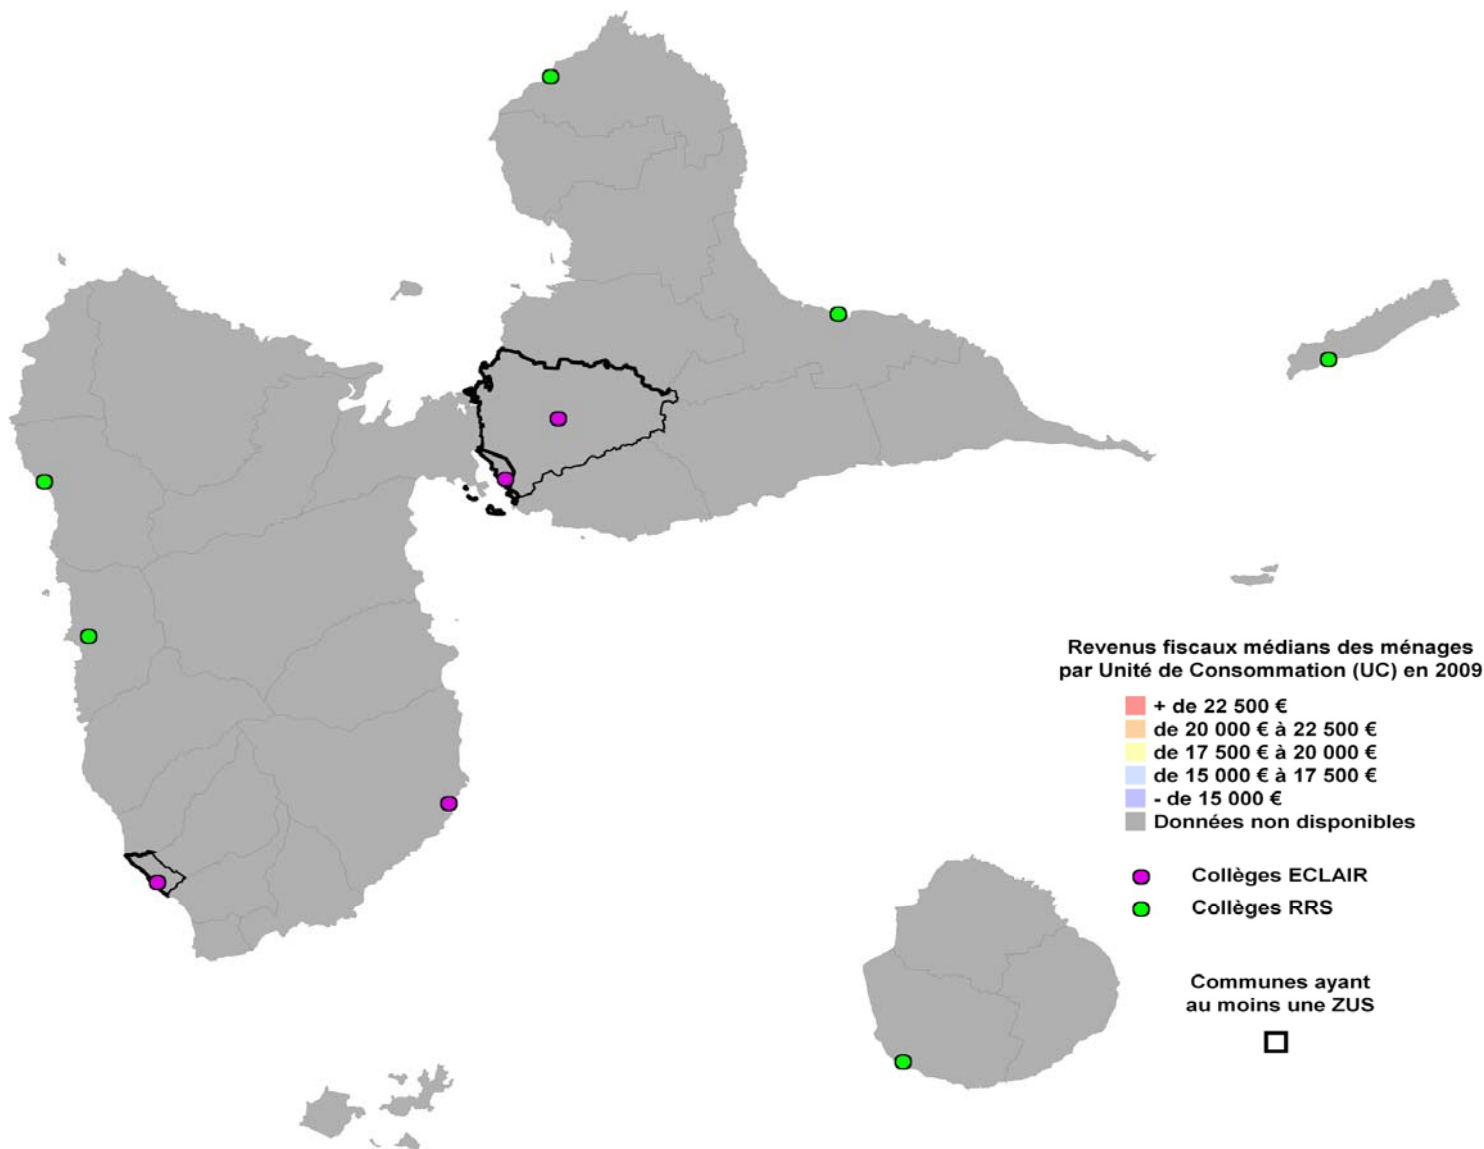 Revenus fiscaux médians des ménages
par Unité de Consommation (UC) en 2009
+ de 22 500 €
de 20 000 € à 22 500 €
de 17 500 € à 20 000 €
de 15 000 € à 17 500 €
- de 15 000 €
Données non disponibles
Collèges ECLAIR
Collèges RRS
Communes ayant
au moins une ZUS